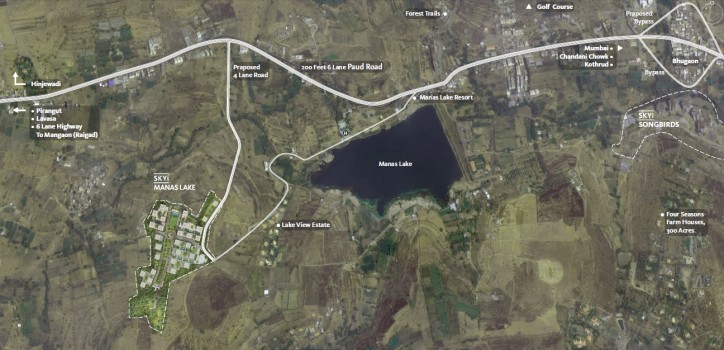 Forest Trails
Golf Course
Proposed
Bypass
Mumbai
Chandani Chowk
Kothrud
Bhugaon
Bypass
Proposed
4 Lane Road
200 Feet 6 Lane Paud Road
Hinjewadi
Pirangut
Lavasa
6 Lane Highway
To Mangaon (Raigad)
Manas Lake Resort
SKYi
SONGBIRDS
Manas Lake
SKYi
MANAS LAKE
Lake View Estate
Four Seasons
Farm Houses,
300 Acres